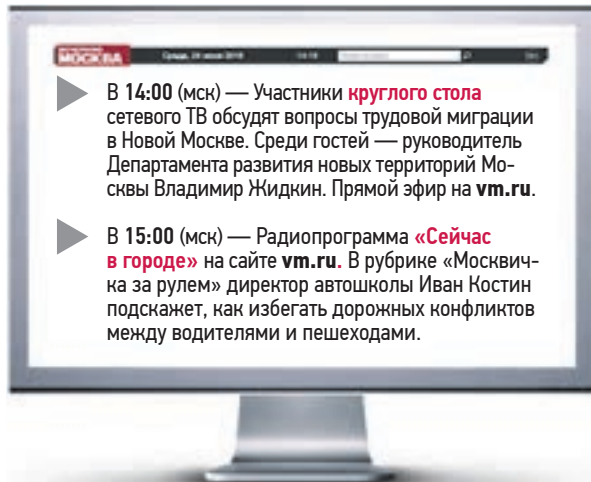 МОСКВА
В 14:00 (мск) — Участники круглого стола
сетевого ТВ обсудят вопросы трудовой миграции
в Новой Москве. Среди гостей — руководитель
Департамента развития новых территорий Мо-
сквы Владимир Жидкин. Прямой эфир на vm.ru.
В 15:00 (мск) — Радиопрограмма «Сейчас
в городе» на сайте vm.ru. В рубрике «Москвич-
ка за рулем» директор автошколы Иван Костин
подскажет, как избегать дорожных конфликтов
между водителями и пешеходами.